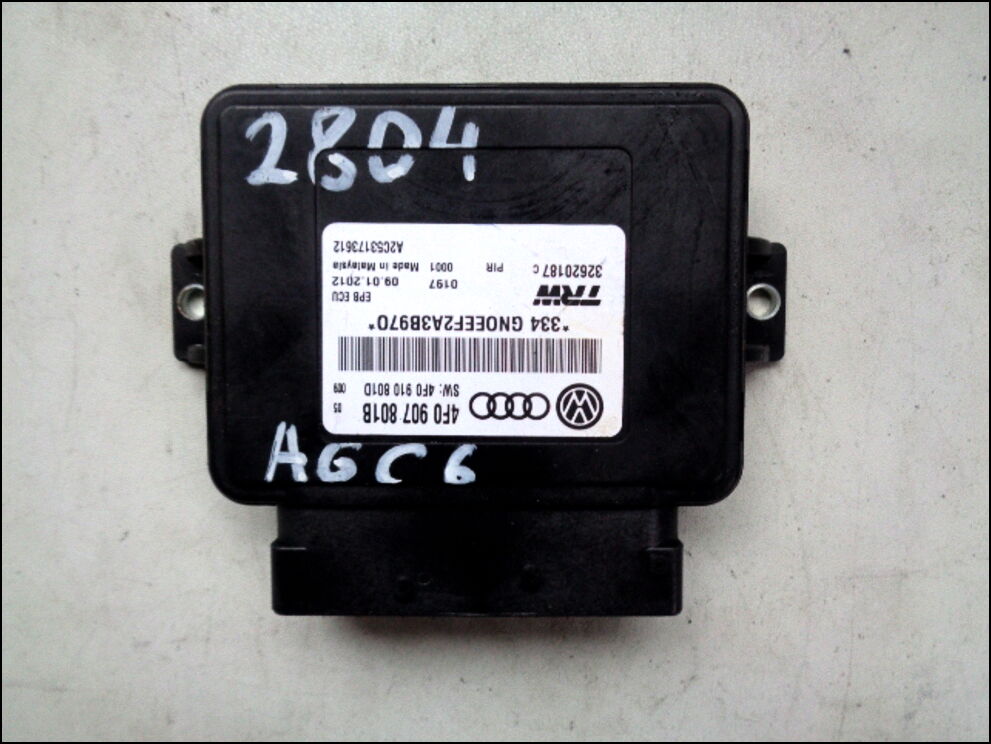 2804
4F0 907 801B 05
SW: 4F0 910 801D 009
*334 GN0EEF2A3B970*
TRW EPB ECU
0197 09.01.2012
32620187 C PIR 0001 Made in Malaysia
A2C53173612
A6C6